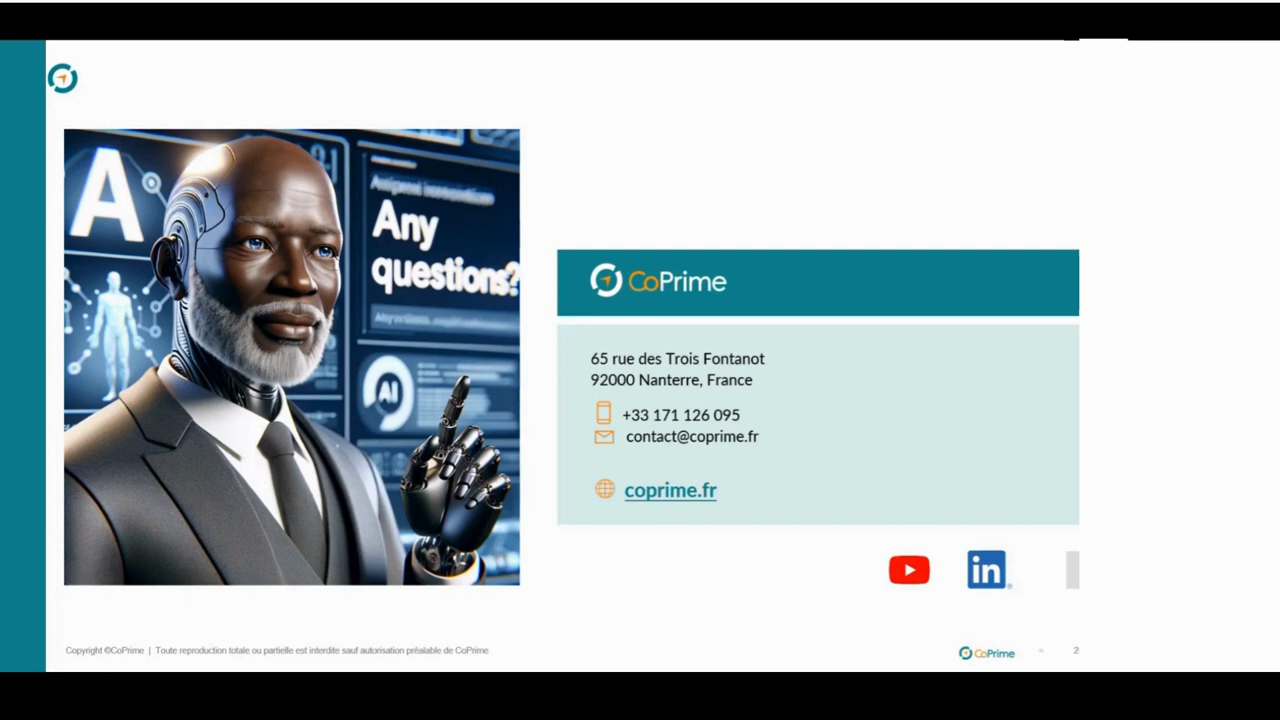 A
Any
questions?
AI
CoPrime
65 rue des Trois Fontanot
92000 Nanterre, France
+33 171 126 095
contact@coprime.fr
coprime.fr
in
Copyright ©CoPrime | Toute reproduction totale ou partielle est interdite sauf autorisation préalable de CoPrime
CoPrime
2